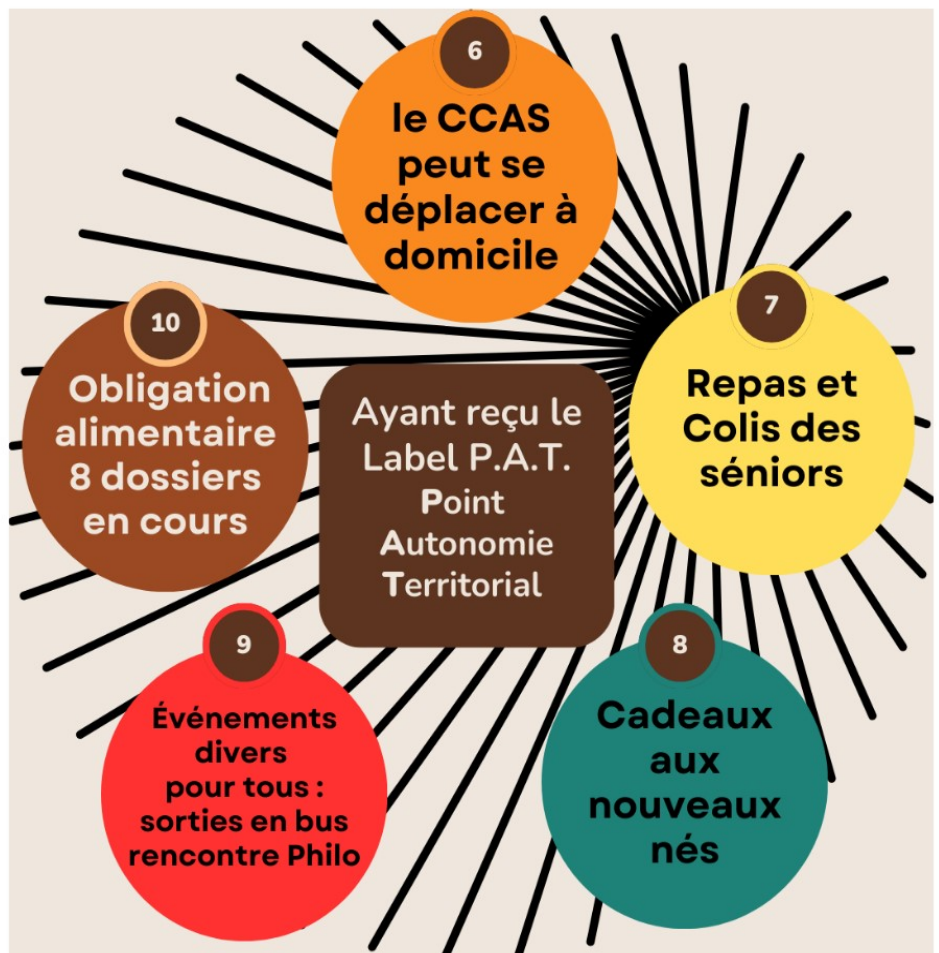 6
le CCAS
peut se
déplacer à
domicile
7
Repas et
Colis des
séniors
8
Cadeaux
aux
nouveaux
nés
9
Événements
divers
pour tous :
sorties en bus
rencontre Philo
10
Obligation
alimentaire
8 dossiers
en cours
Ayant reçu le
Label P.A.T.
Point
Autonomie
Territorial